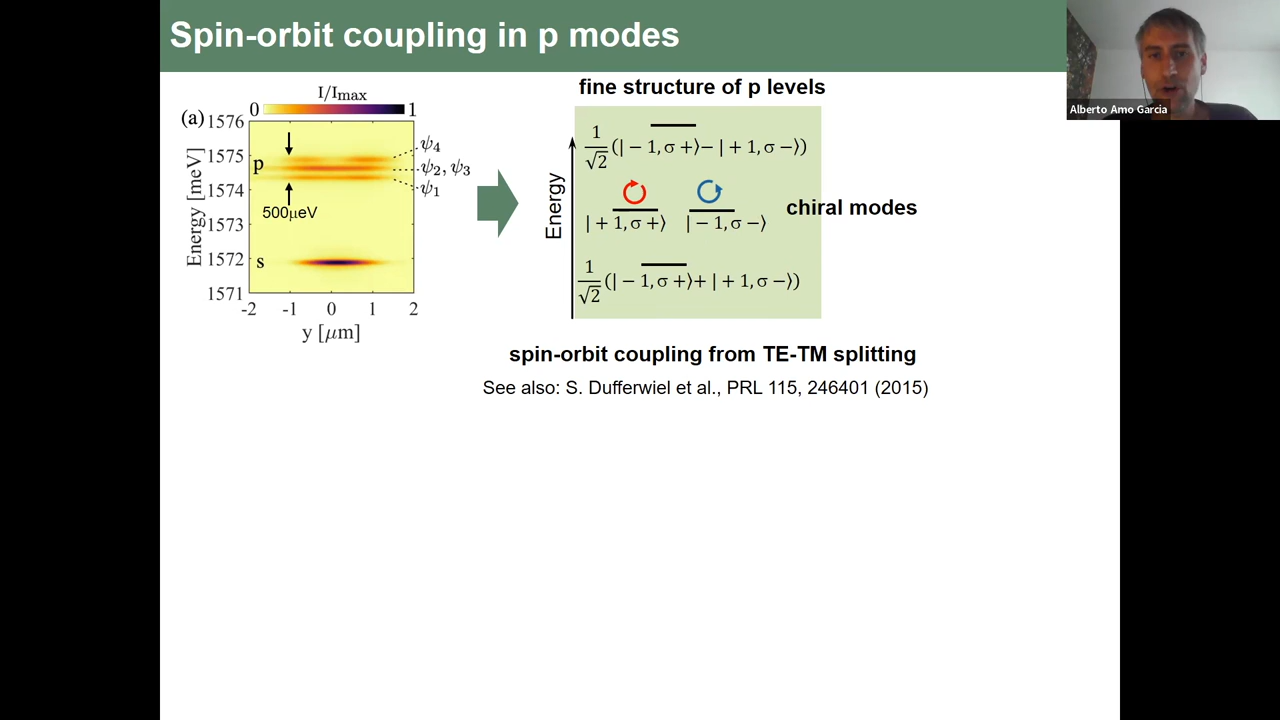 Spin-orbit coupling in p modes
Alberto Amo Garcia
I/Imax
0 1
(a)
1576
1575
1574
1573
1572
1571
Energy [meV]
p
s
500μeV
ψ4
ψ2, ψ3
ψ1
-2 -1 0 1 2
y [μm]
fine structure of p levels
Energy
1/√2 (|−1,σ+⟩−|+1,σ−⟩)
|+1,σ+⟩ |−1,σ−⟩
chiral modes
1/√2 (|−1,σ+⟩+|+1,σ−⟩)
spin-orbit coupling from TE-TM splitting
See also: S. Dufferwiel et al., PRL 115, 246401 (2015)